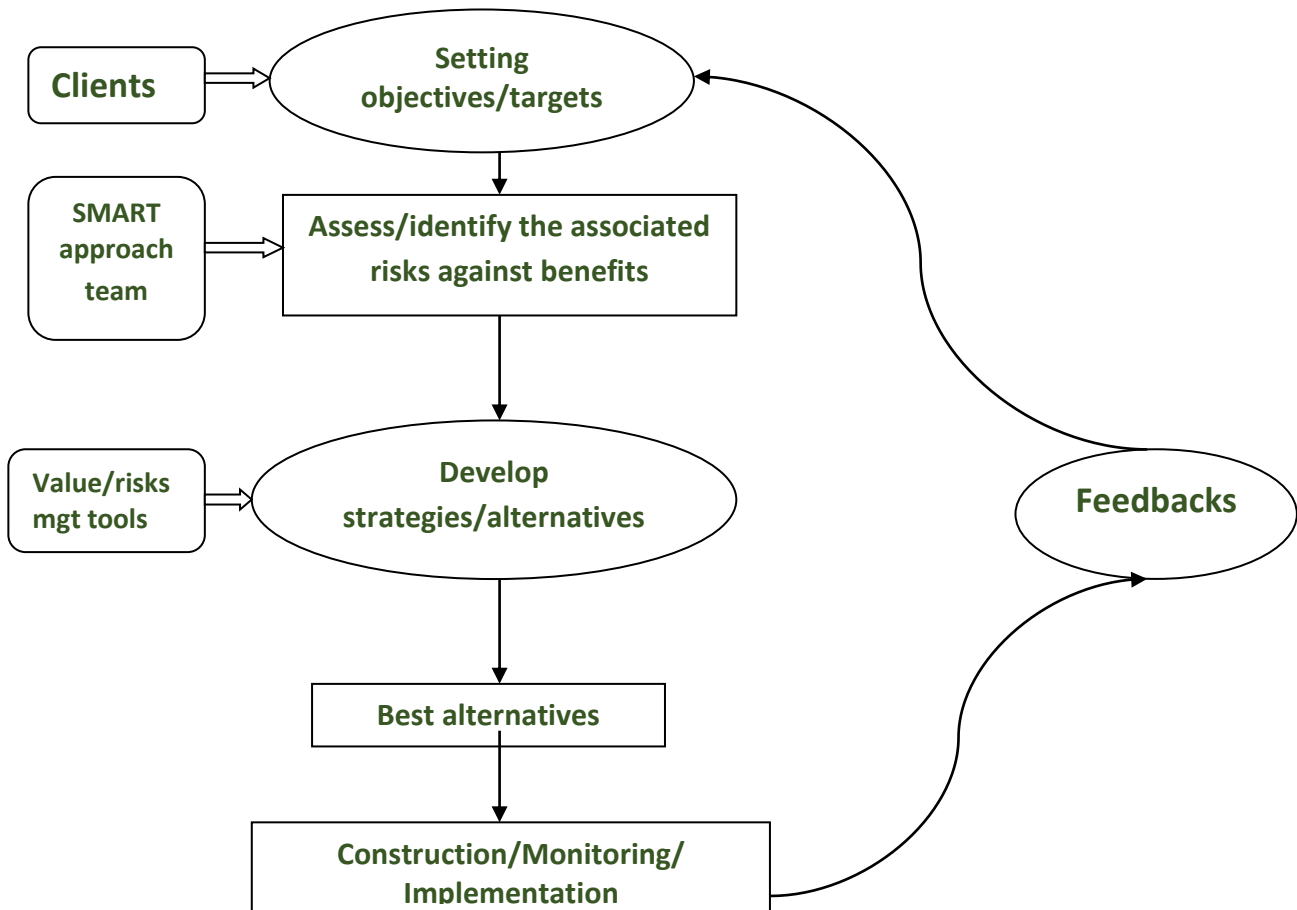 Clients
Setting
objectives/targets
SMART
approach
team
Assess/identify the associated
risks against benefits
Value/risks
mgt tools
Develop
strategies/alternatives
Feedbacks
Best alternatives
Construction/Monitoring/
Implementation